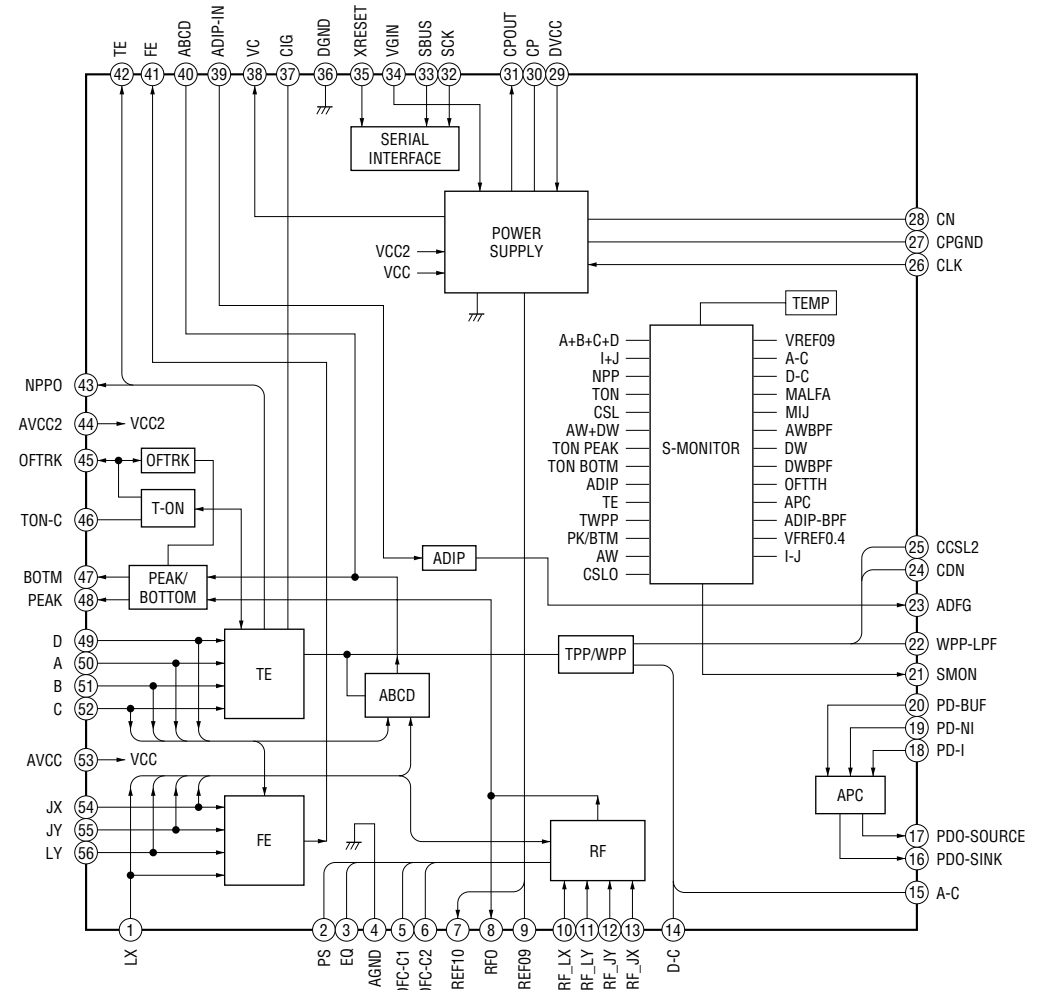 TE
FE
ABCD
ADIP-IN
VC
CIG
DGND
XRESET
VGIN
SBUS
SCK
CPOUT
CP
DVCC
42
41
40
39
38
37
36
35
34
33
32
31
30
29
SERIAL
INTERFACE
POWER
SUPPLY
VCC2
VCC
28 CN
27 CPGND
26 CLK
TEMP
S-MONITOR
A+B+C+D
I+J
NPP
TON
CSL
AW+DW
TON PEAK
TON BOTM
ADIP
TE
TWPP
PK/BTM
AW
CSLO
VREF09
A-C
D-C
MALFA
MIJ
AWBPF
DW
DWBPF
OFTTH
APC
ADIP-BPF
VFREF0.4
I-J
NPPO 43
AVCC2 44 VCC2
OFTRK 45 OFTRK
TON-C 46 T-ON
BOTM 47
PEAK 48
PEAK/
BOTTOM
ADIP
D 49
A 50
B 51
C 52
TE
ABCD
TPP/WPP
AVCC 53 VCC
JX 54
JY 55
LY 56
FE
RF
25 CCSL2
24 CDN
23 ADFG
22 WPP-LPF
21 SMON
20 PD-BUF
19 PD-NI
18 PD-I
APC
17 PDO-SOURCE
16 PDO-SINK
15 A-C
1
2
3
4
5
6
7
8
9
10
11
12
13
14
LX
PS
EQ
AGND
OFC-C1
OFC-C2
REF10
RFO
REF09
RF_LX
RF_LY
RF_JY
RF_JX
D-C